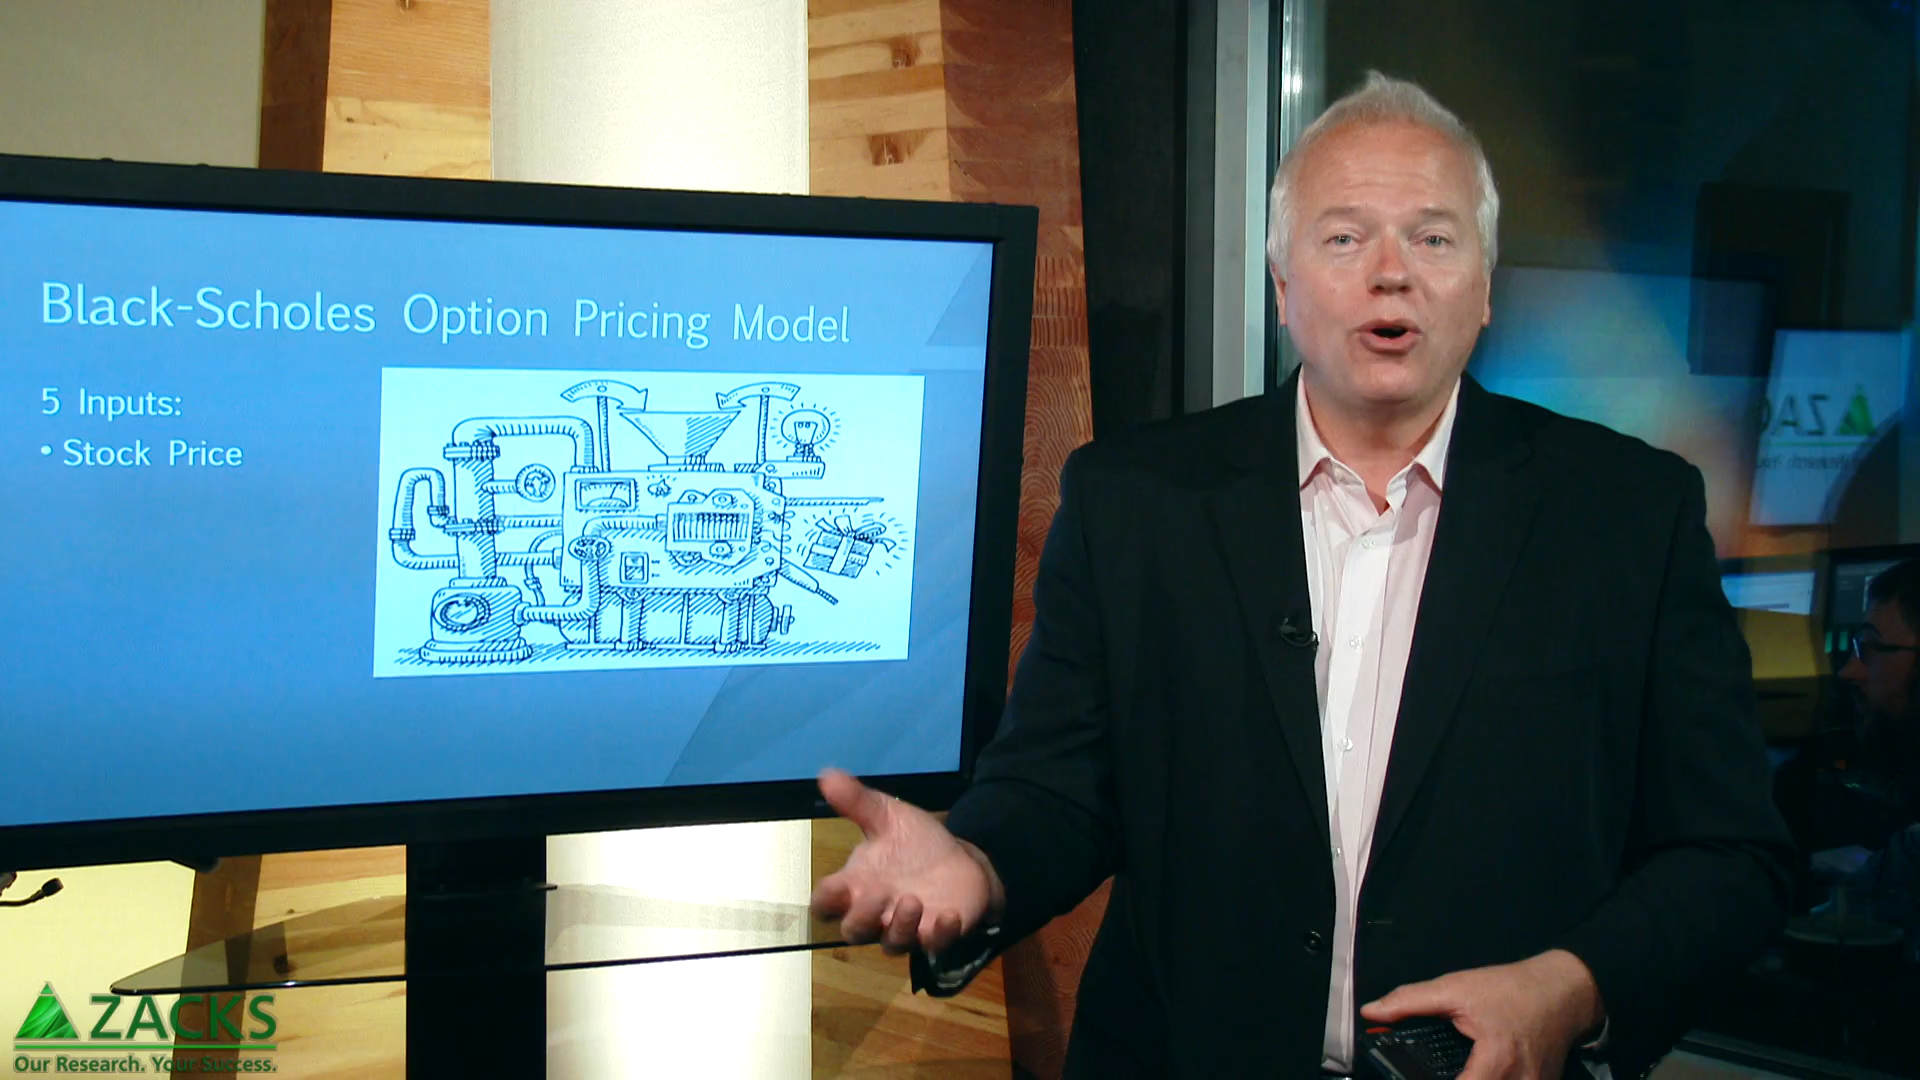 Black-Scholes Option Pricing Model
5 Inputs:
• Stock Price
ZACKS
Our Research. Your Success.